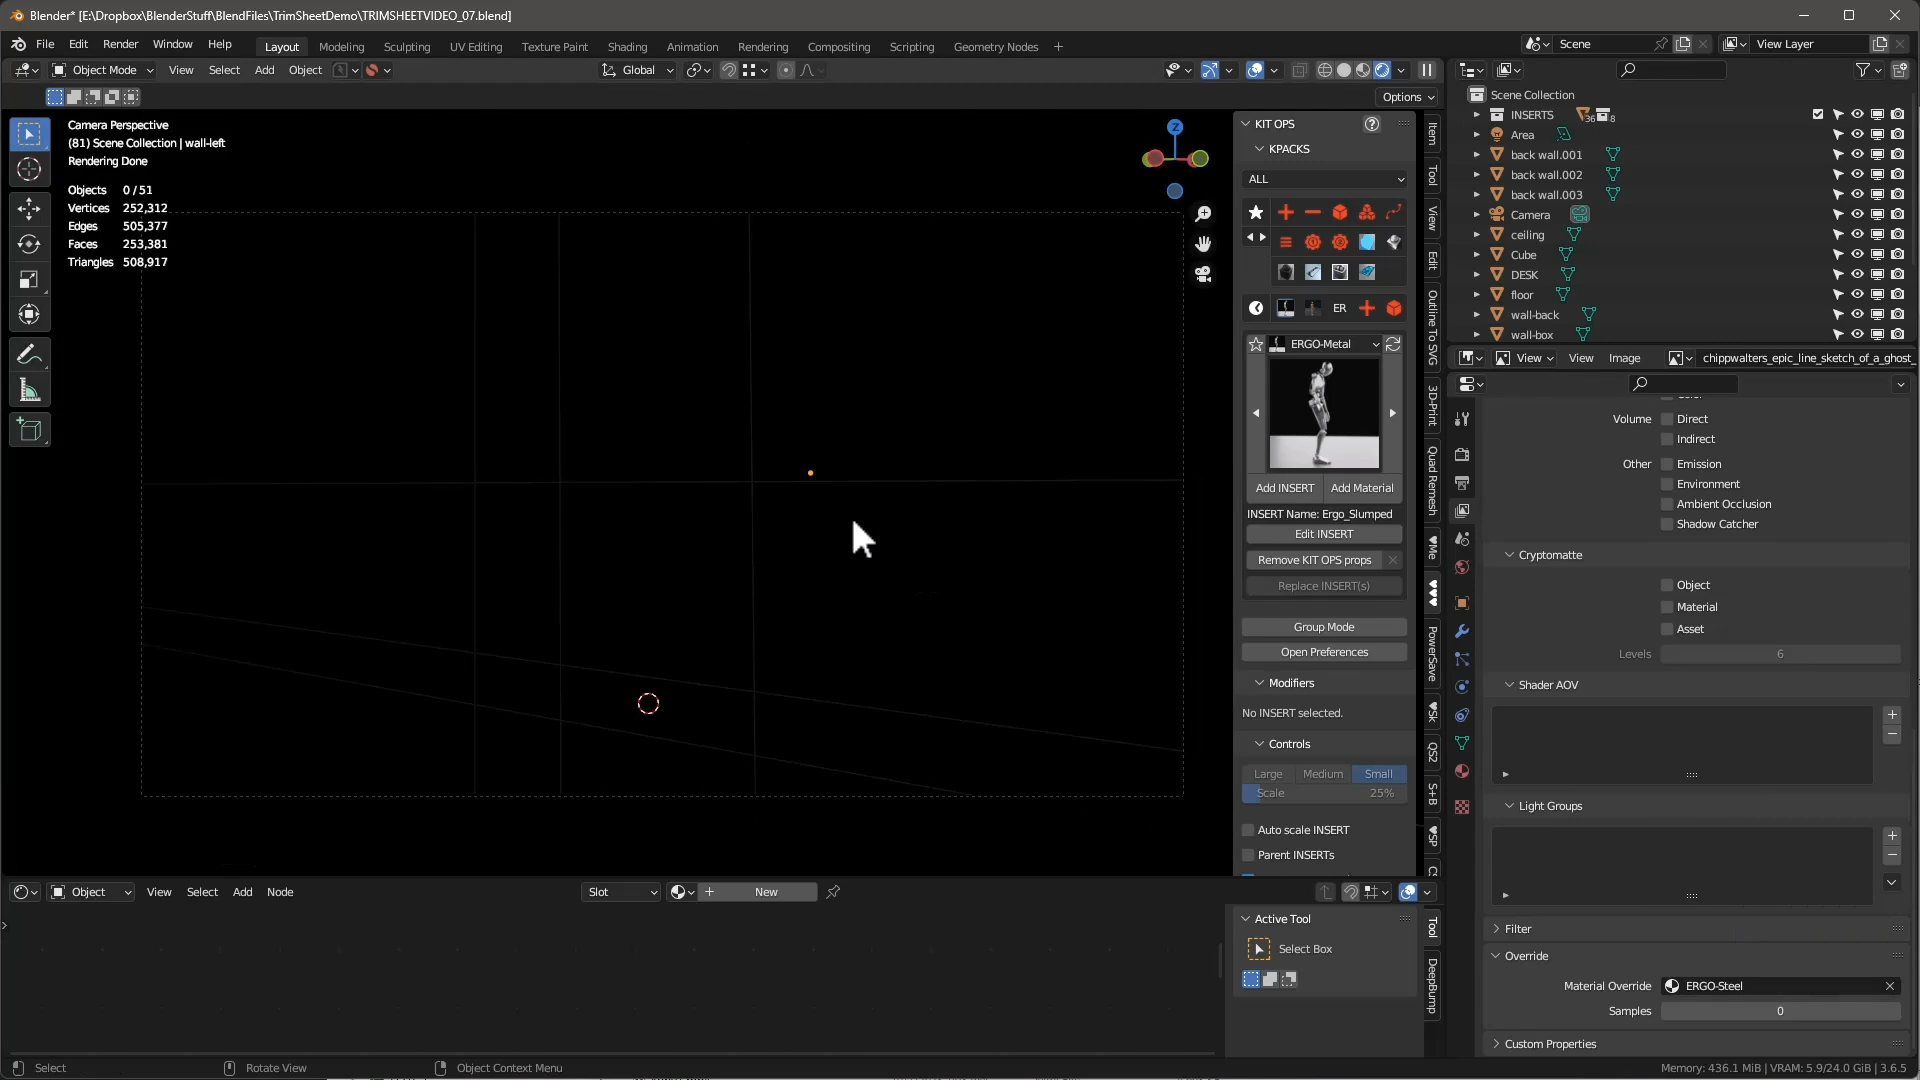 Blender* [E:\Dropbox\BlenderStuff\BlendFiles\TrimSheetDemo\TRIMSHEETVIDEO_07.blend]
File Edit Render Window Help Layout Modeling Sculpting UV Editing Texture Paint Shading Animation Rendering Compositing Scripting Geometry Nodes + Scene View Layer
Object Mode View Select Add Object Global
Options
Camera Perspective
(81) Scene Collection | wall-left
Rendering Done
Objects 0 / 51
Vertices 252,312
Edges 505,377
Faces 253,381
Triangles 508,917
Z
KIT OPS
KPACKS
ALL
ER
ERGO-Metal
Add INSERT Add Material
INSERT Name: Ergo_Slumped
Edit INSERT
Remove KIT OPS props
Replace INSERT(s)
Group Mode
Open Preferences
Modifiers
No INSERT selected.
Controls
Large Medium Small
Scale 25%
Auto scale INSERT
Parent INSERTs
Item
Tool
View
Edit
Outline To SVG
3D-Print
Quad Remesh
♥Me
♥♥♥
PowerSave
♥Sk
QS2
S+B
♥SP
Scene Collection
INSERTS 36 8
Area
back wall.001
back wall.002
back wall.003
Camera
ceiling
Cube
DESK
floor
wall-back
wall-box
View View Image chippwalters_epic_line_sketch_of_a_ghost_
Volume Direct
Indirect
Other Emission
Environment
Ambient Occlusion
Shadow Catcher
Cryptomatte
Object
Material
Asset
Levels 6
Shader AOV
Light Groups
Filter
Override
Material Override ERGO-Steel
Samples 0
Custom Properties
Object View Select Add Node Slot New
Active Tool
Select Box
Tool
DeepBump
Select Rotate View Object Context Menu Memory: 436.1 MiB | VRAM: 5.9/24.0 GiB | 3.6.5